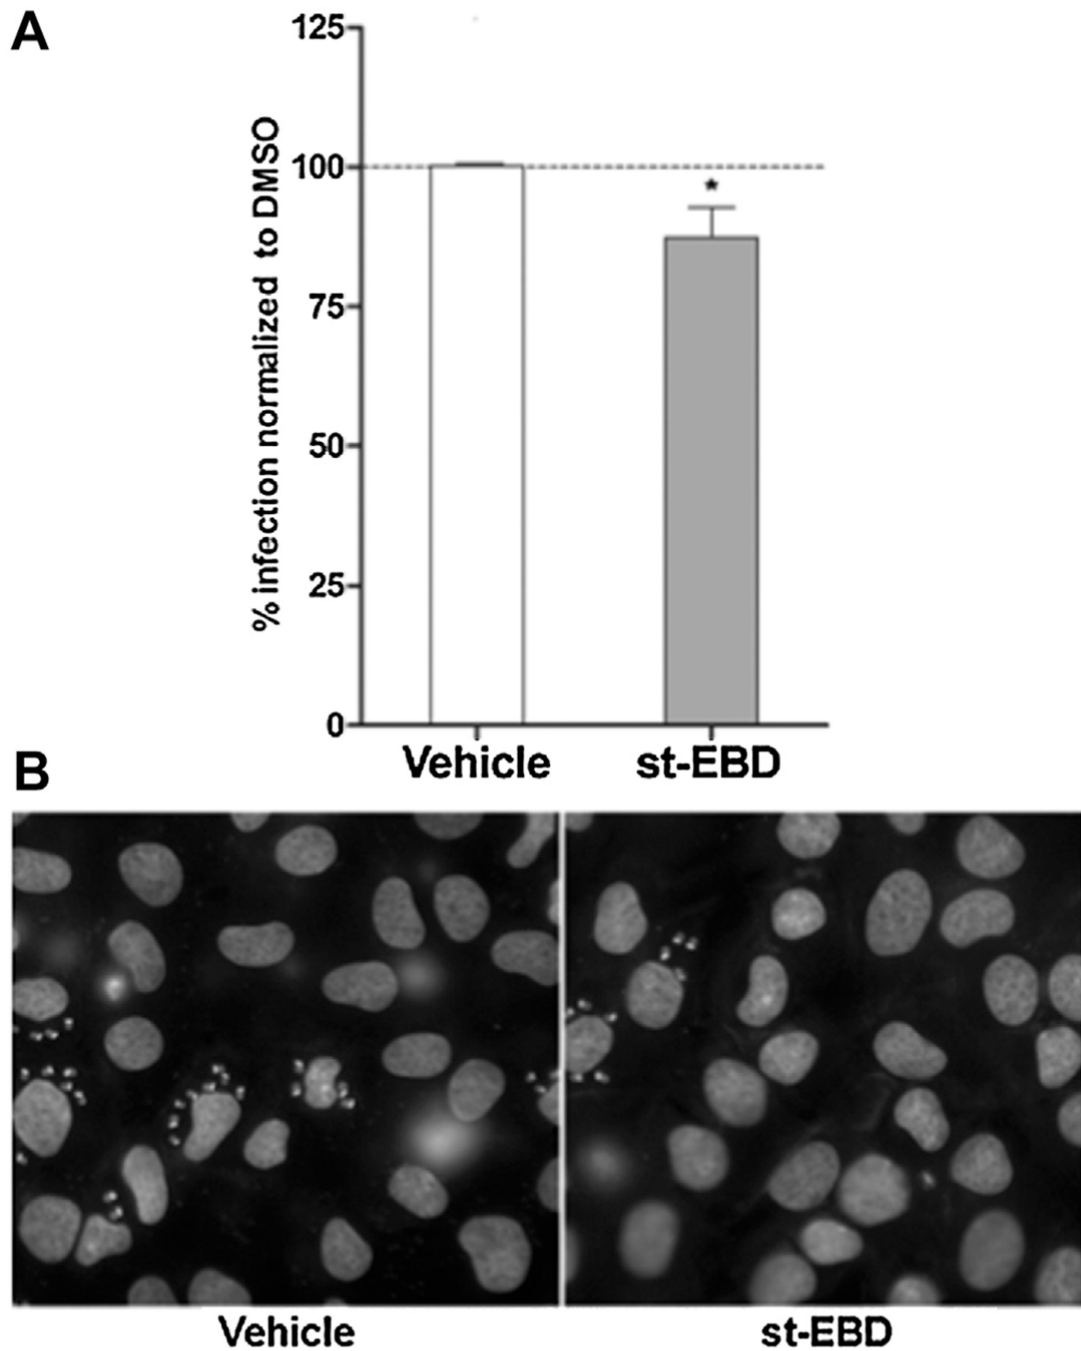 A
125
100
75
50
25
0
% infection normalized to DMSO
*
Vehicle
st-EBD
B
Vehicle
st-EBD